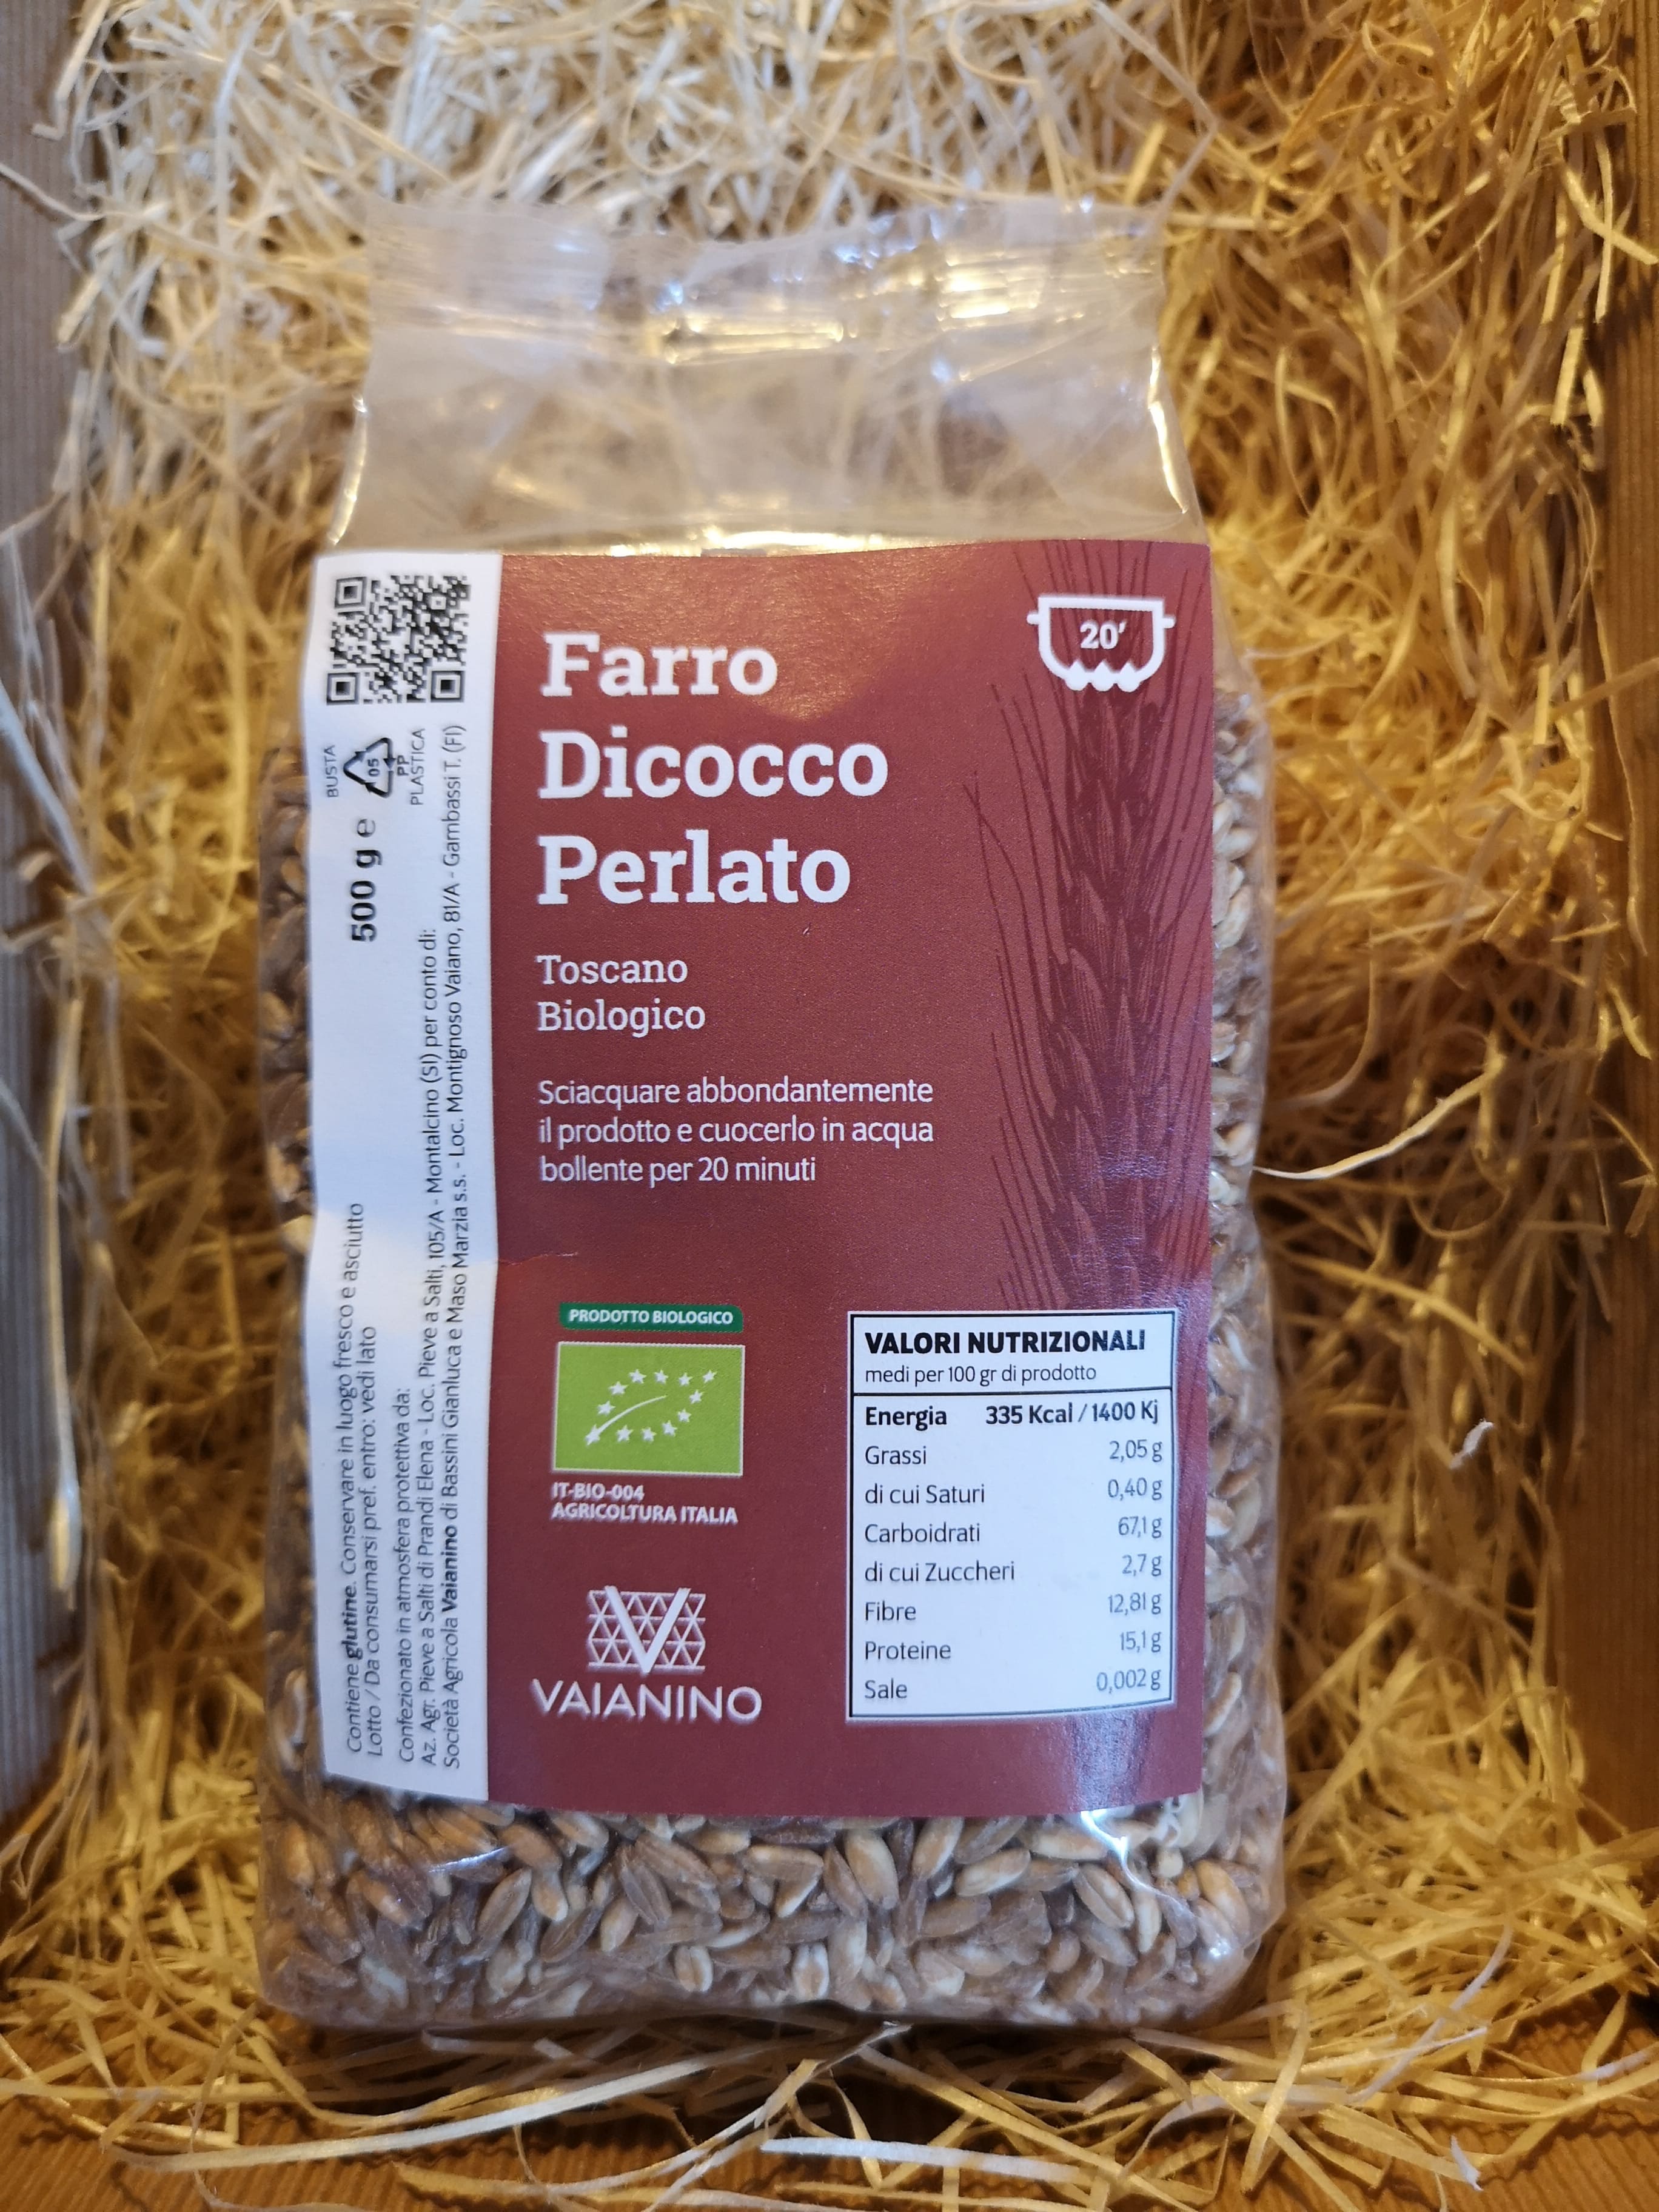 Farro
Dicocco
Perlato
Toscano
Biologico
Sciacquare abbondantemente
il prodotto e cuocerlo in acqua
bollente per 20 minuti
20'
PRODOTTO BIOLOGICO
IT-BIO-004
AGRICOLTURA ITALIA
VAIANINO
VALORI NUTRIZIONALI
medi per 100 gr di prodotto
Energia 335 Kcal / 1400 Kj
Grassi 2,05 g
di cui Saturi 0,40 g
Carboidrati 67,1 g
di cui Zuccheri 2,7 g
Fibre 12,81 g
Proteine 15,1 g
Sale 0,002 g
BUSTA
05
PP
PLASTICA
500 g e
Contiene glutine. Conservare in luogo fresco e asciutto
Lotto / Da consumarsi pref. entro: vedi lato
Confezionato in atmosfera protettiva da:
Az. Agr. Pieve a Salti di Prandi Elena - Loc. Pieve a Salti, 105/A - Montalcino (SI) per conto di:
Società Agricola Vaianino di Bassini Gianluca e Maso Marzia s.s. - Loc. Montignoso Vaiano, 81/A - Gambassi T. (FI)